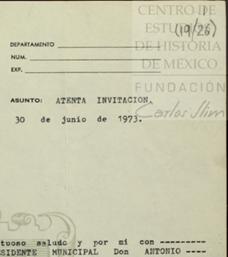 CENTRO DE
ESTU
(19/26)
DE HISTORIA
DE MÉXICO
FUNDACIÓN
Carlos Slim
DEPARTAMENTO
NUM.
EXP.
ASUNTO: ATENTA INVITACION.
30 de junio de 1973.
tuoso saludo y por mi con ---------
SIDENTE MUNICIPAL Don ANTONIO ----